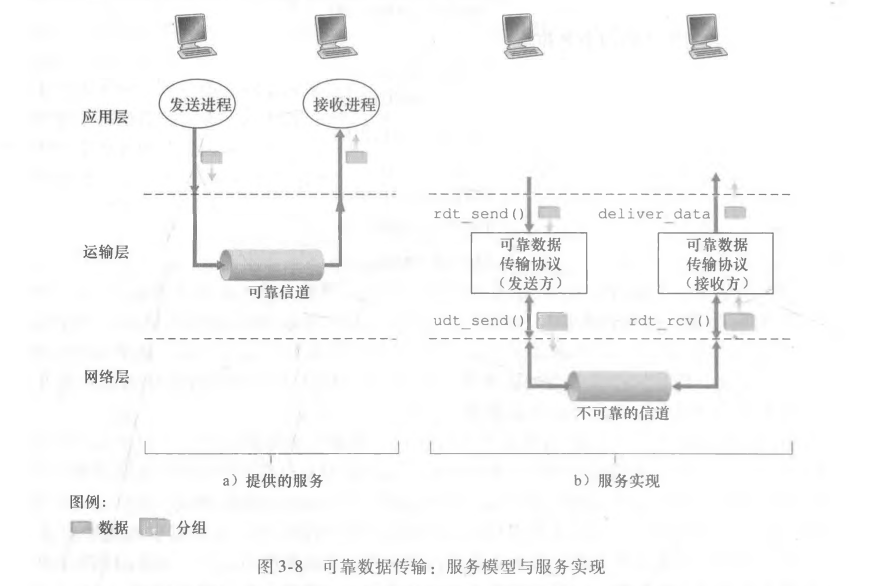 应用层
发送进程
接收进程
rdt_send()
deliver_data
运输层
可靠信道
可靠数据
传输协议
（发送方）
可靠数据
传输协议
（接收方）
udt_send()
rdt_rcv()
网络层
不可靠的信道
a）提供的服务
b）服务实现
图例：
数据
分组
图3-8 可靠数据传输：服务模型与服务实现